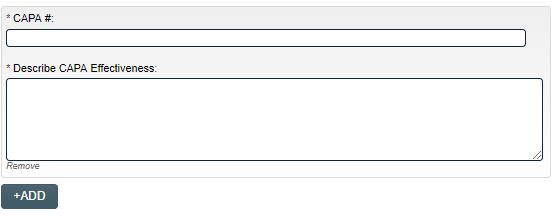 * CAPA #:
* Describe CAPA Effectiveness:
Remove
+ADD